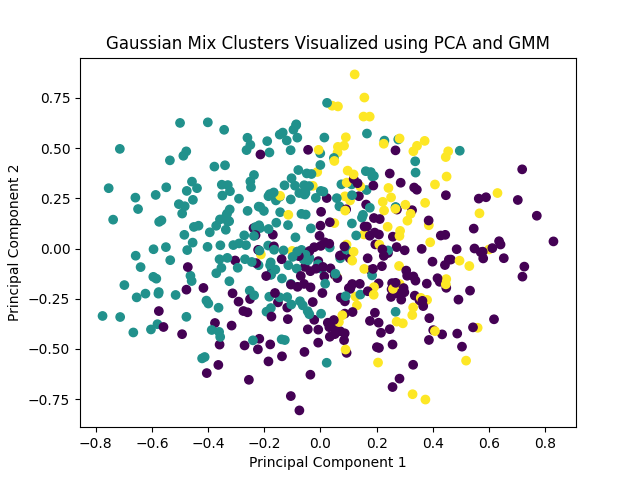 Gaussian Mix Clusters Visualized using PCA and GMM
Principal Component 2
0.75
0.50
0.25
0.00
−0.25
−0.50
−0.75
−0.8 −0.6 −0.4 −0.2 0.0 0.2 0.4 0.6 0.8
Principal Component 1